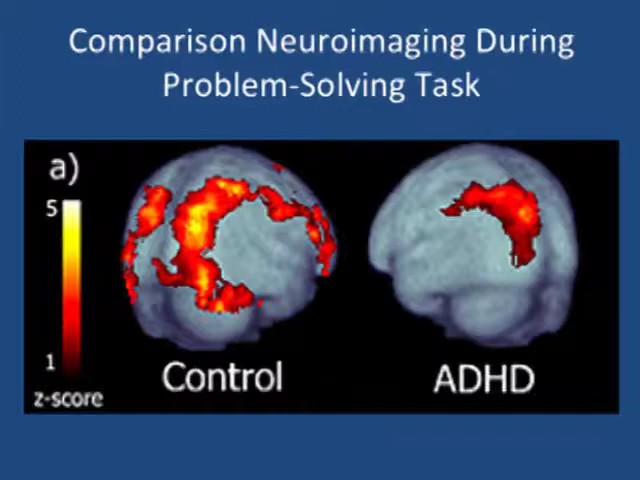 Comparison Neuroimaging During
Problem-Solving Task
a)
5
1
z-score
Control
ADHD